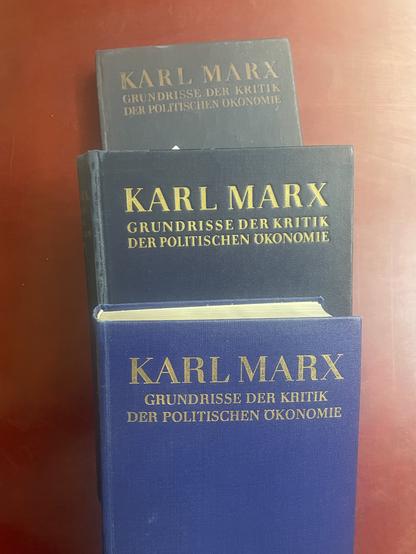 KARL MARX
GRUNDRISSE DER KRITIK
DER POLITISCHEN ÖKONOMIE
KARL MARX
GRUNDRISSE DER KRITIK
DER POLITISCHEN ÖKONOMIE
KARL MARX
GRUNDRISSE DER KRITIK
DER POLITISCHEN ÖKONOMIE